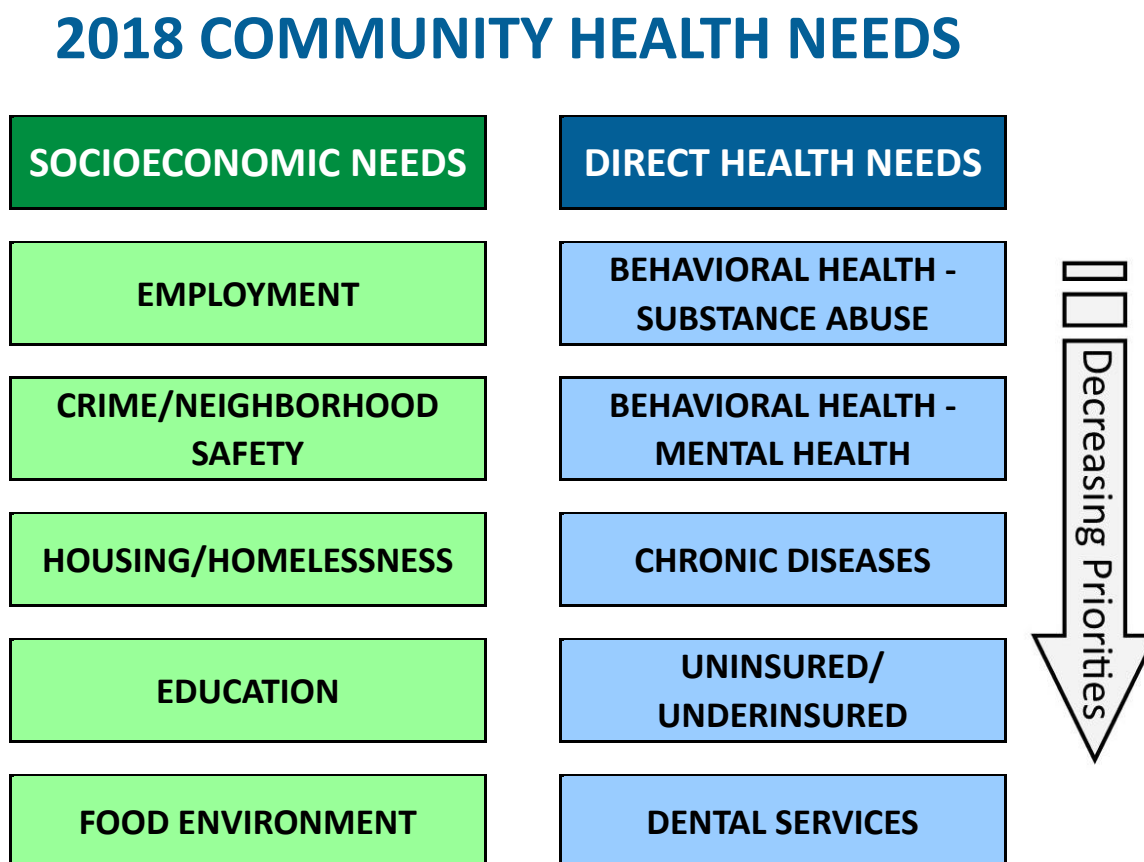 2018 COMMUNITY HEALTH NEEDS
SOCIOECONOMIC NEEDS
DIRECT HEALTH NEEDS
EMPLOYMENT
BEHAVIORAL HEALTH -
SUBSTANCE ABUSE
CRIME/NEIGHBORHOOD
SAFETY
BEHAVIORAL HEALTH -
MENTAL HEALTH
HOUSING/HOMELESSNESS
CHRONIC DISEASES
EDUCATION
UNINSURED/
UNDERINSURED
FOOD ENVIRONMENT
DENTAL SERVICES
Decreasing Priorities